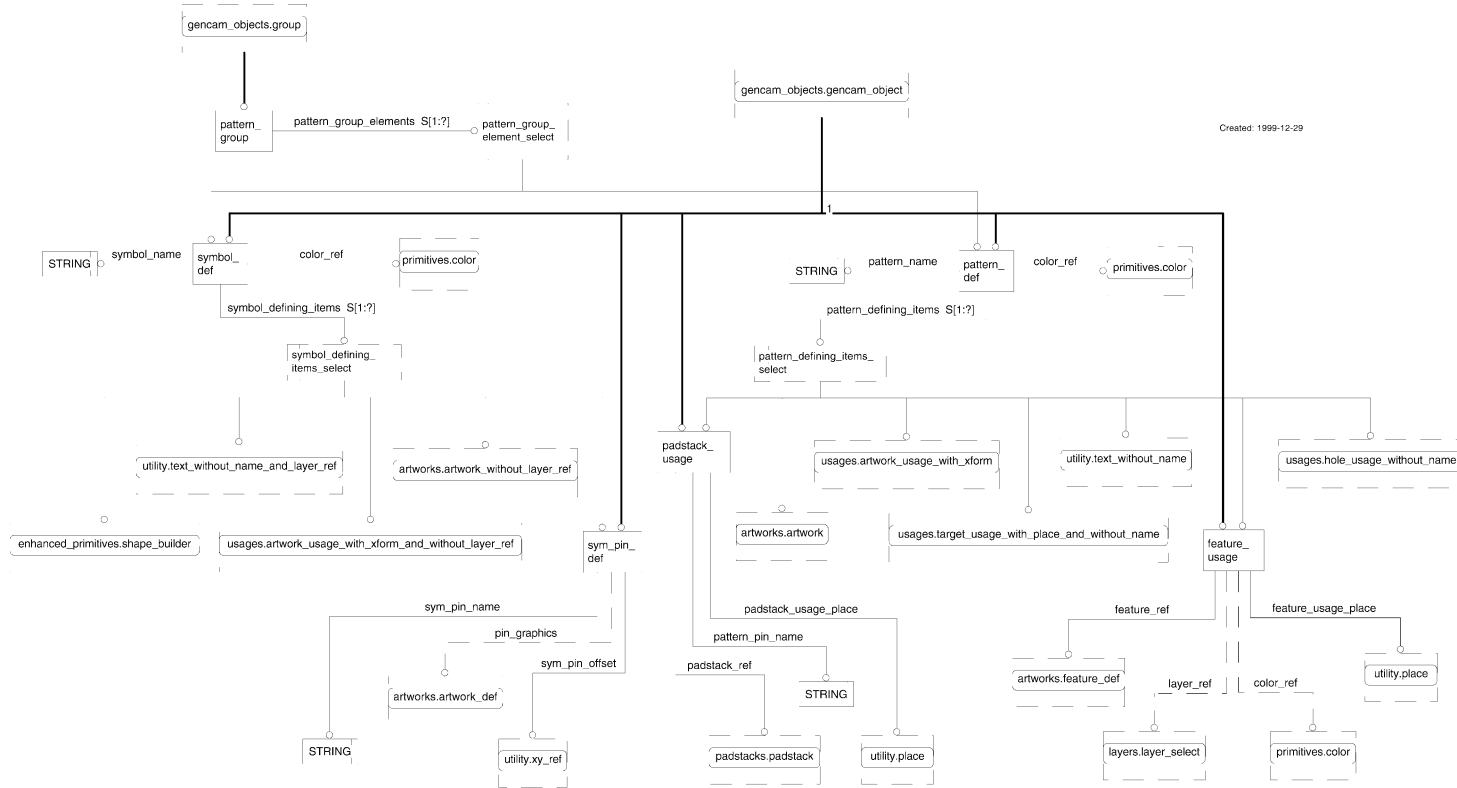 gencam_objects.group
gencam_objects.gencam_object
pattern_group_elements S[1:?]
pattern_
group
pattern_group_
element_select
Created: 1999-12-29
1
STRING
symbol_name
symbol_
def
color_ref
primitives.color
STRING
pattern_name
pattern_
def
color_ref
primitives.color
symbol_defining_items S[1:?]
pattern_defining_items S[1:?]
symbol_defining_
items_select
pattern_defining_items_
select
padstack_
usage
utility.text_without_name_and_layer_ref
artworks.artwork_without_layer_ref
usages.artwork_usage_with_xform
utility.text_without_name
usages.hole_usage_without_name
enhanced_primitives.shape_builder
usages.artwork_usage_with_xform_and_without_layer_ref
sym_pin_
def
artworks.artwork
usages.target_usage_with_place_and_without_name
feature_
usage
sym_pin_name
padstack_usage_place
feature_ref
feature_usage_place
pin_graphics
pattern_pin_name
sym_pin_offset
padstack_ref
artworks.feature_def
utility.place
layer_ref
color_ref
artworks.artwork_def
STRING
STRING
utility.xy_ref
padstacks.padstack
utility.place
layers.layer_select
primitives.color